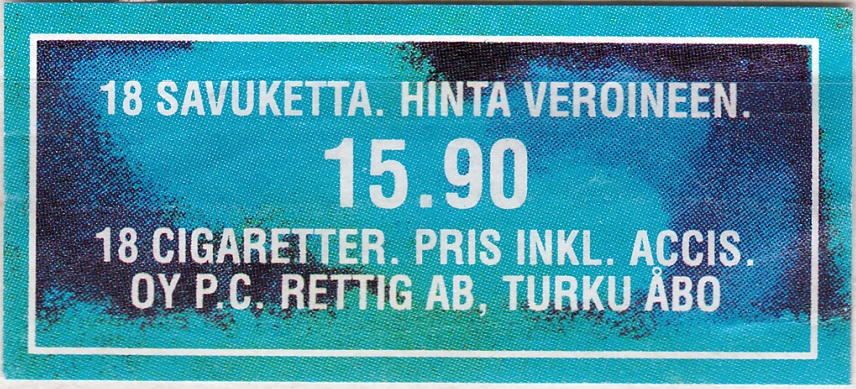 18 SAVUKETTA. HINTA VEROINEEN.
15.90
18 CIGARETTER. PRIS INKL. ACCIS.
OY P.C. RETTIG AB, TURKU ÅBO